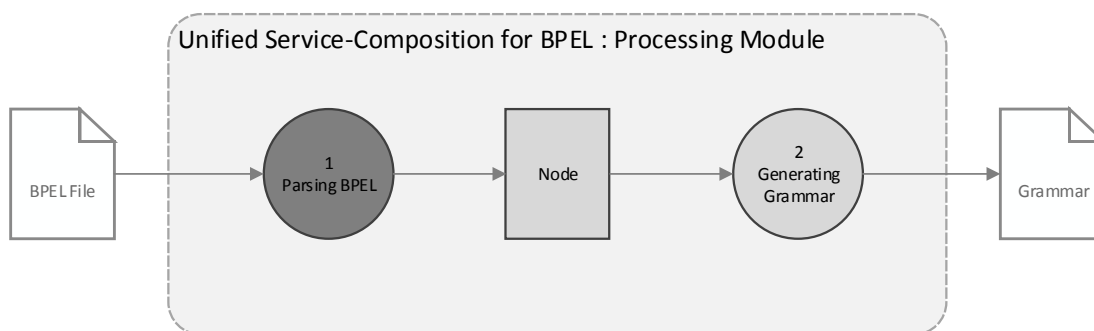 Unified Service-Composition for BPEL : Processing Module
BPEL File
1
Parsing BPEL
Node
2
Generating
Grammar
Grammar